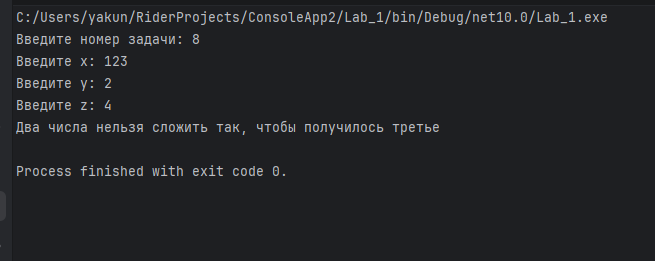 C:/Users/yakun/RiderProjects/ConsoleApp2/Lab_1/bin/Debug/net10.0/Lab_1.exe
Введите номер задачи: 8
Введите x: 123
Введите y: 2
Введите z: 4
Два числа нельзя сложить так, чтобы получилось третье
Process finished with exit code 0.